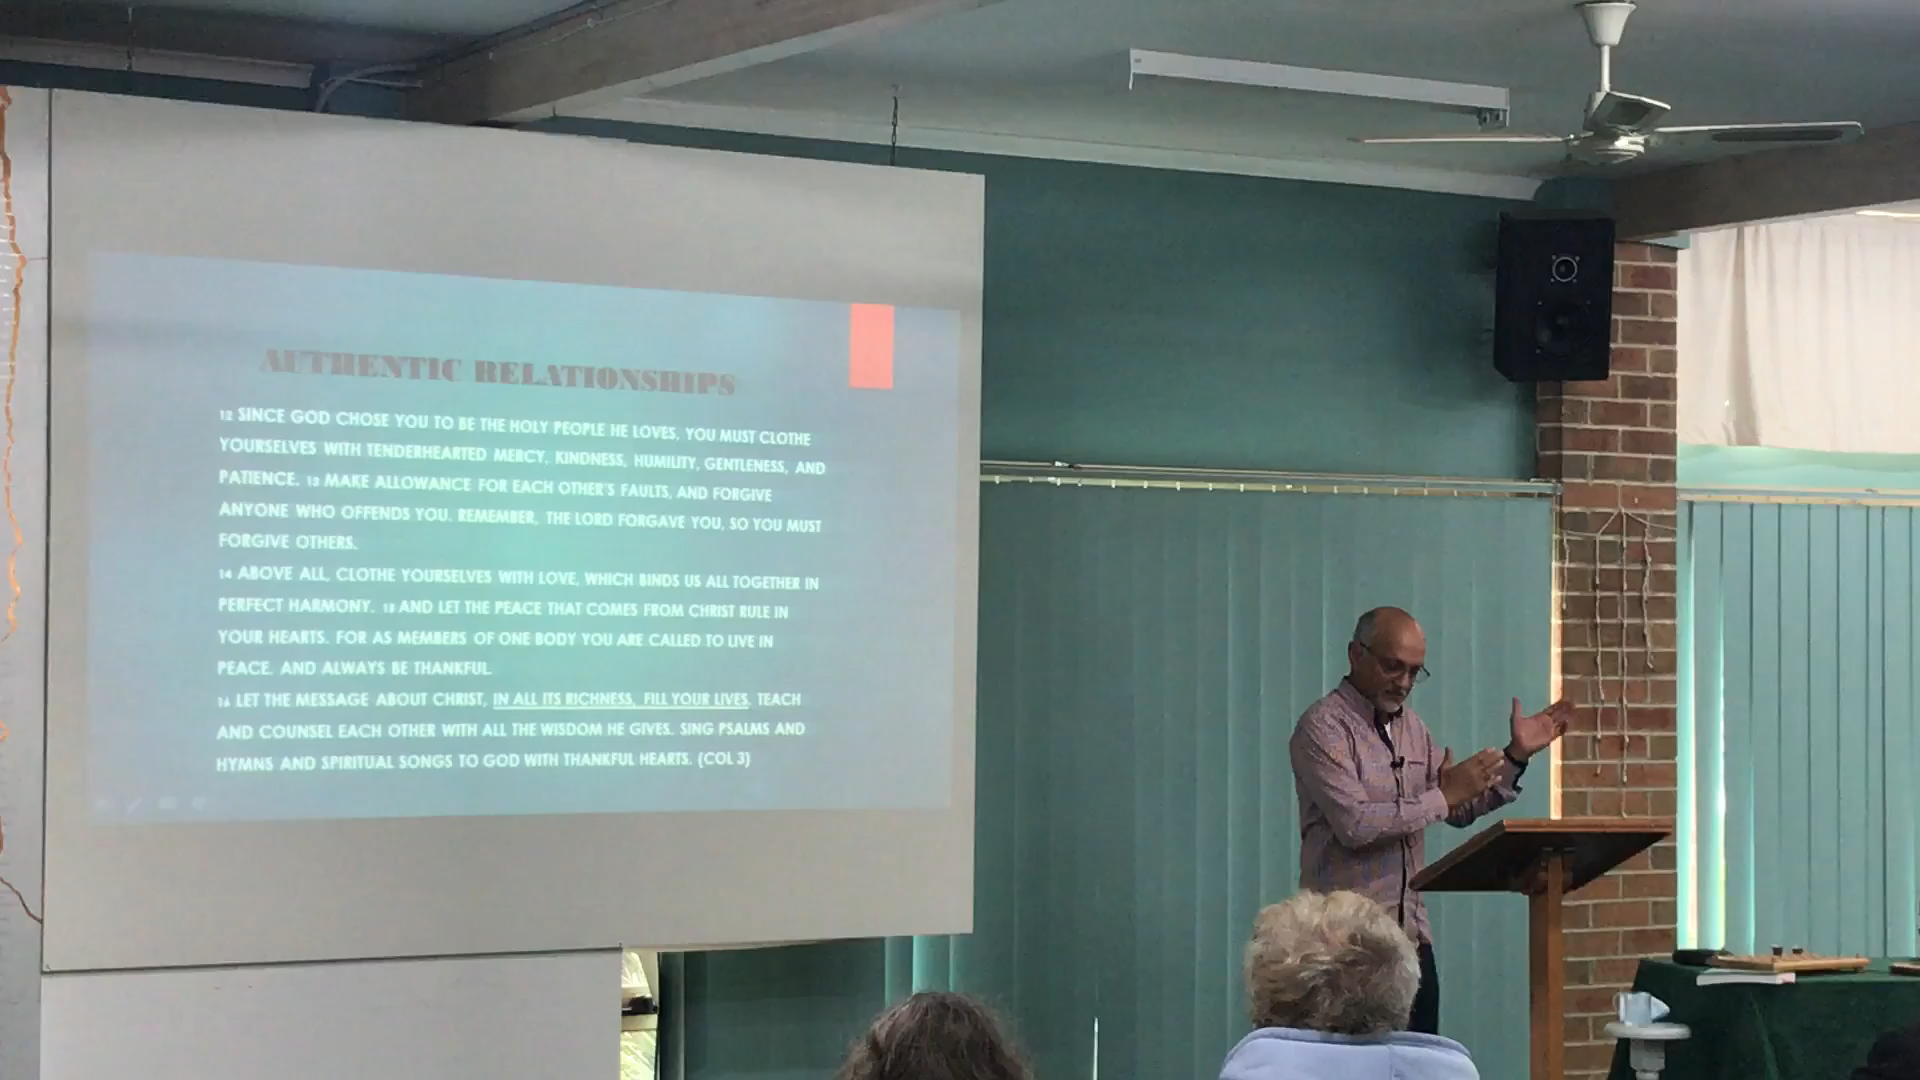 AUTHENTIC RELATIONSHIPS
12 SINCE GOD CHOSE YOU TO BE THE HOLY PEOPLE HE LOVES, YOU MUST CLOTHE
YOURSELVES WITH TENDERHEARTED MERCY, KINDNESS, HUMILITY, GENTLENESS, AND
PATIENCE. 13 MAKE ALLOWANCE FOR EACH OTHER'S FAULTS, AND FORGIVE
ANYONE WHO OFFENDS YOU. REMEMBER, THE LORD FORGAVE YOU, SO YOU MUST
FORGIVE OTHERS.
14 ABOVE ALL, CLOTHE YOURSELVES WITH LOVE, WHICH BINDS US ALL TOGETHER IN
PERFECT HARMONY. 15 AND LET THE PEACE THAT COMES FROM CHRIST RULE IN
YOUR HEARTS. FOR AS MEMBERS OF ONE BODY YOU ARE CALLED TO LIVE IN
PEACE. AND ALWAYS BE THANKFUL.
16 LET THE MESSAGE ABOUT CHRIST, IN ALL ITS RICHNESS, FILL YOUR LIVES. TEACH
AND COUNSEL EACH OTHER WITH ALL THE WISDOM HE GIVES. SING PSALMS AND
HYMNS AND SPIRITUAL SONGS TO GOD WITH THANKFUL HEARTS. (COL 3)